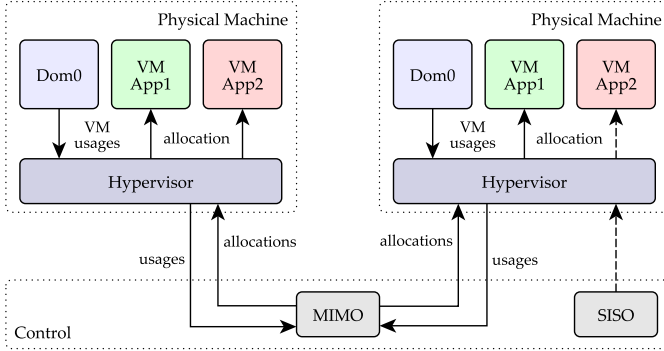 Physical Machine
Physical Machine
Dom0
VM
App1
VM
App2
Dom0
VM
App1
VM
App2
VM
usages
allocation
VM
usages
allocation
Hypervisor
Hypervisor
usages
allocations
allocations
usages
MIMO
SISO
Control